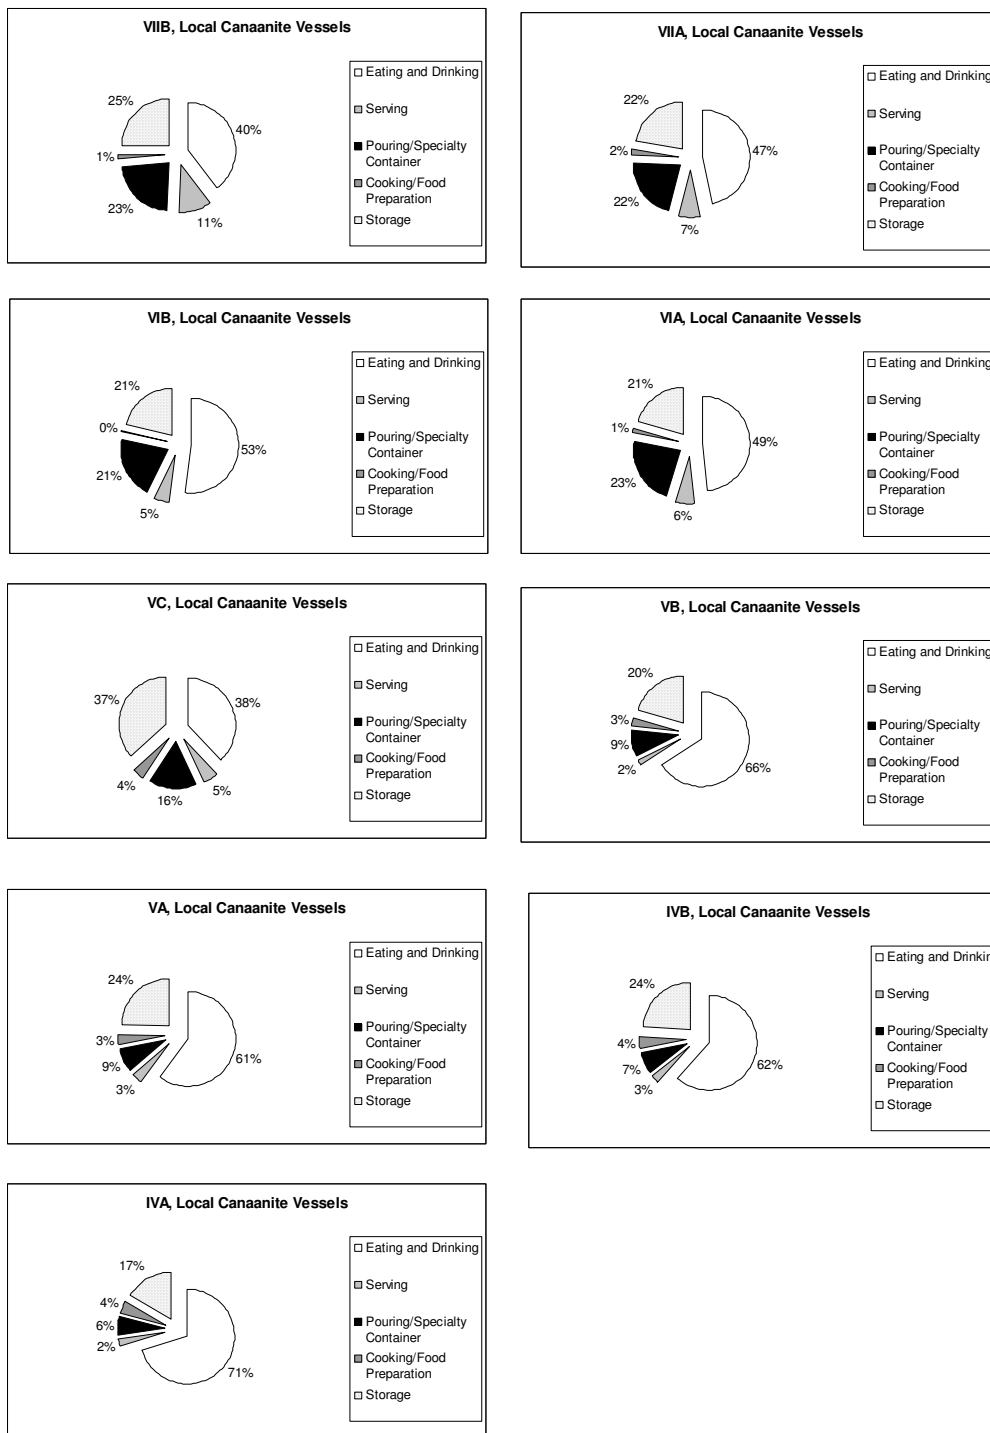 VIIB, Local Canaanite Vessels
25%
40%
1%
23%
11%
Eating and Drinking
Serving
Pouring/Specialty
Container
Cooking/Food
Preparation
Storage
VIIA, Local Canaanite Vessels
22%
47%
2%
22%
7%
Eating and Drinking
Serving
Pouring/Specialty
Container
Cooking/Food
Preparation
Storage
VIB, Local Canaanite Vessels
21%
0%
53%
21%
5%
Eating and Drinking
Serving
Pouring/Specialty
Container
Cooking/Food
Preparation
Storage
VIA, Local Canaanite Vessels
21%
1%
49%
23%
6%
Eating and Drinking
Serving
Pouring/Specialty
Container
Cooking/Food
Preparation
Storage
VC, Local Canaanite Vessels
37%
38%
4%
16%
5%
Eating and Drinking
Serving
Pouring/Specialty
Container
Cooking/Food
Preparation
Storage
VB, Local Canaanite Vessels
20%
3%
9%
2%
66%
Eating and Drinking
Serving
Pouring/Specialty
Container
Cooking/Food
Preparation
Storage
VA, Local Canaanite Vessels
24%
3%
9%
61%
3%
Eating and Drinking
Serving
Pouring/Specialty
Container
Cooking/Food
Preparation
Storage
IVB, Local Canaanite Vessels
24%
4%
7%
62%
3%
Eating and Drinkin
Serving
Pouring/Specialty
Container
Cooking/Food
Preparation
Storage
IVA, Local Canaanite Vessels
17%
4%
6%
2%
71%
Eating and Drinking
Serving
Pouring/Specialty
Container
Cooking/Food
Preparation
Storage